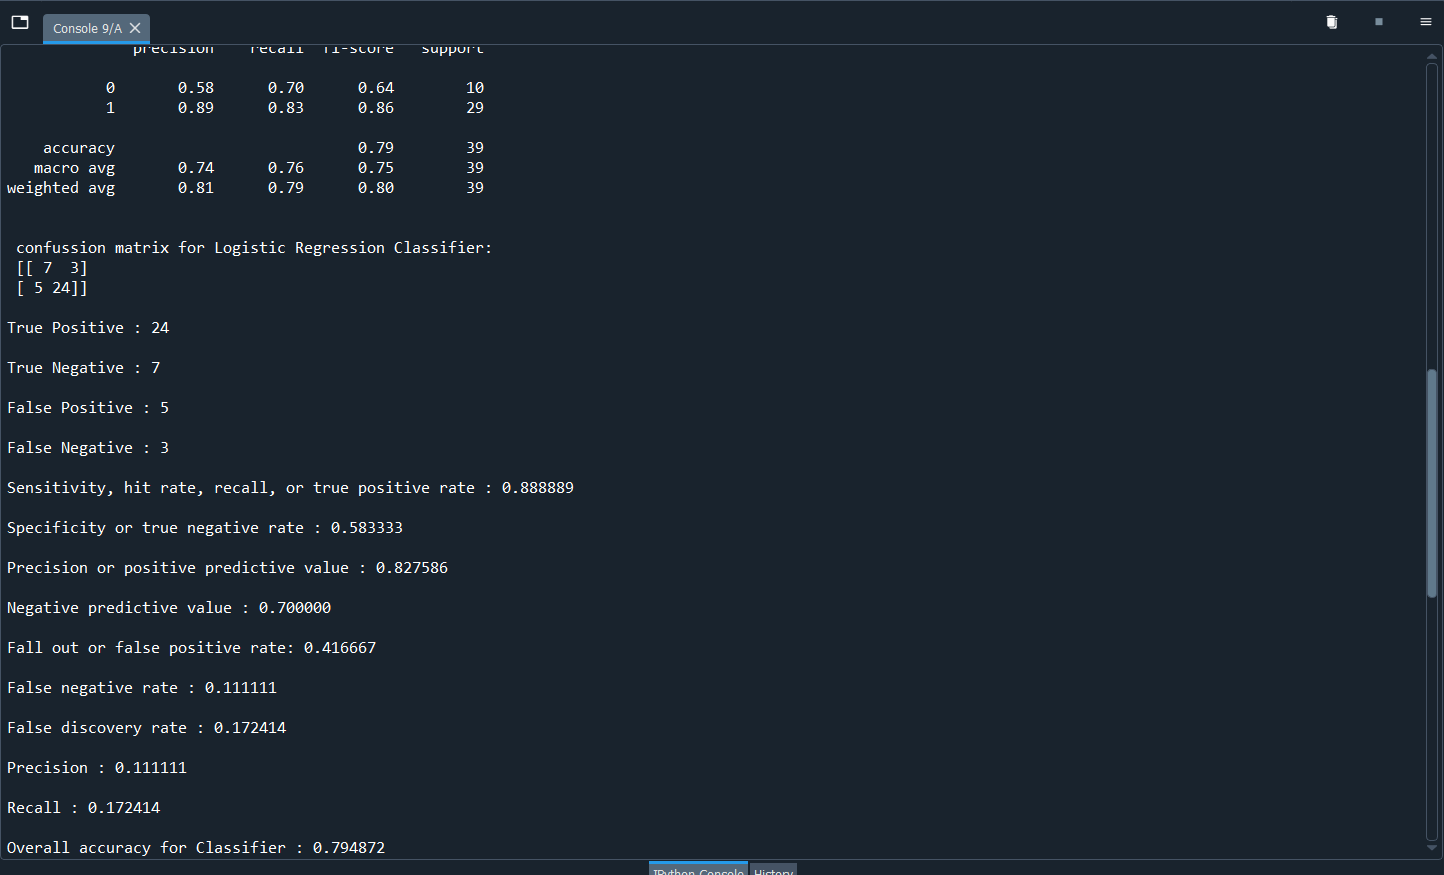 Console 9/A
precision recall f1-score support
0 0.58 0.70 0.64 10
1 0.89 0.83 0.86 29
accuracy 0.79 39
macro avg 0.74 0.76 0.75 39
weighted avg 0.81 0.79 0.80 39
confussion matrix for Logistic Regression Classifier:
[[ 7 3]
[ 5 24]]
True Positive : 24
True Negative : 7
False Positive : 5
False Negative : 3
Sensitivity, hit rate, recall, or true positive rate : 0.888889
Specificity or true negative rate : 0.583333
Precision or positive predictive value : 0.827586
Negative predictive value : 0.700000
Fall out or false positive rate: 0.416667
False negative rate : 0.111111
False discovery rate : 0.172414
Precision : 0.111111
Recall : 0.172414
Overall accuracy for Classifier : 0.794872
IPython Console History